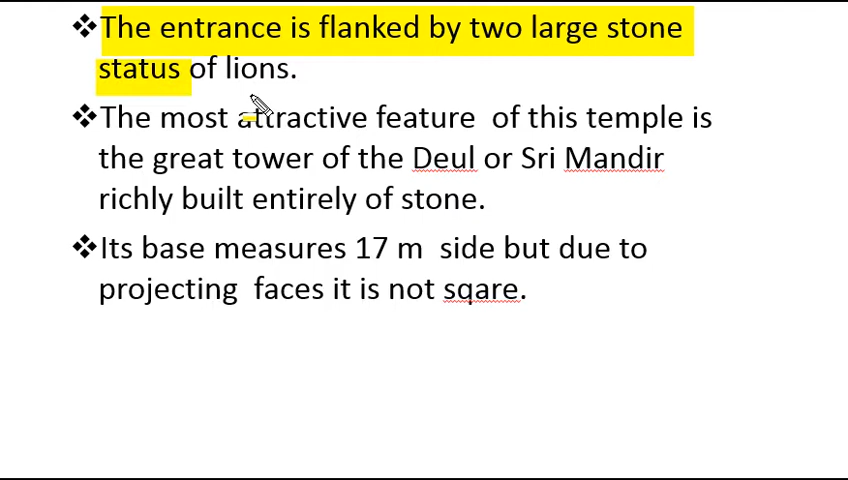 ❖The entrance is flanked by two large stone
status of lions.
❖The most attractive feature of this temple is
the great tower of the Deul or Sri Mandir
richly built entirely of stone.
❖Its base measures 17 m side but due to
projecting faces it is not sqare.